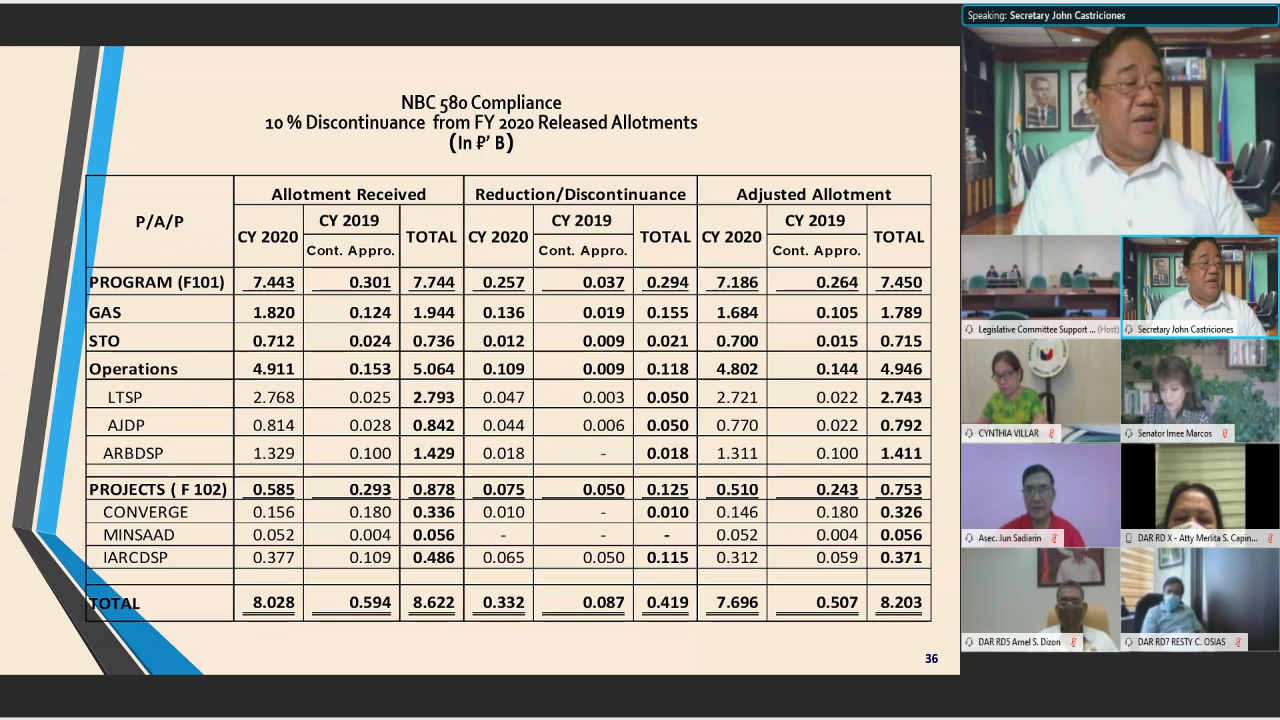 NBC 580 Compliance
10 % Discontinuance from FY 2020 Released Allotments
(In ₽' B)
P/A/P Allotment Received Reduction/Discontinuance Adjusted Allotment
CY 2020 CY 2019 TOTAL CY 2020 CY 2019 TOTAL CY 2020 CY 2019 TOTAL
Cont. Appro. Cont. Appro. Cont. Appro.
PROGRAM (F101) 7.443 0.301 7.744 0.257 0.037 0.294 7.186 0.264 7.450
GAS 1.820 0.124 1.944 0.136 0.019 0.155 1.684 0.105 1.789
STO 0.712 0.024 0.736 0.012 0.009 0.021 0.700 0.015 0.715
Operations 4.911 0.153 5.064 0.109 0.009 0.118 4.802 0.144 4.946
LTSP 2.768 0.025 2.793 0.047 0.003 0.050 2.721 0.022 2.743
AJDP 0.814 0.028 0.842 0.044 0.006 0.050 0.770 0.022 0.792
ARBDSP 1.329 0.100 1.429 0.018 - 0.018 1.311 0.100 1.411
PROJECTS ( F 102) 0.585 0.293 0.878 0.075 0.050 0.125 0.510 0.243 0.753
CONVERGE 0.156 0.180 0.336 0.010 - 0.010 0.146 0.180 0.326
MINSAAD 0.052 0.004 0.056 - - - 0.052 0.004 0.056
IARCDSP 0.377 0.109 0.486 0.065 0.050 0.115 0.312 0.059 0.371
TOTAL 8.028 0.594 8.622 0.332 0.087 0.419 7.696 0.507 8.203
36
Speaking: Secretary John Castriciones
Legislative Committee Support ... (Host)
Secretary John Castriciones
CYNTHIA VILLAR
Senator Imee Marcos
Asec. Jun Sadiarin
DAR RD X - Atty Merlita S. Capin...
DAR RD5 Arnel S. Dizon
DAR RD7 RESTY C. OSIAS